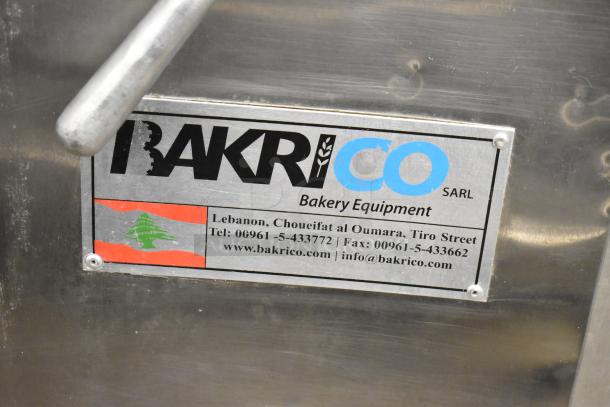 BAKRICO SARL
Bakery Equipment
Lebanon, Choueifat al Oumara, Tiro Street
Tel: 00961 -5-433772 | Fax: 00961-5-433662
www.bakrico.com | info@bakrico.com